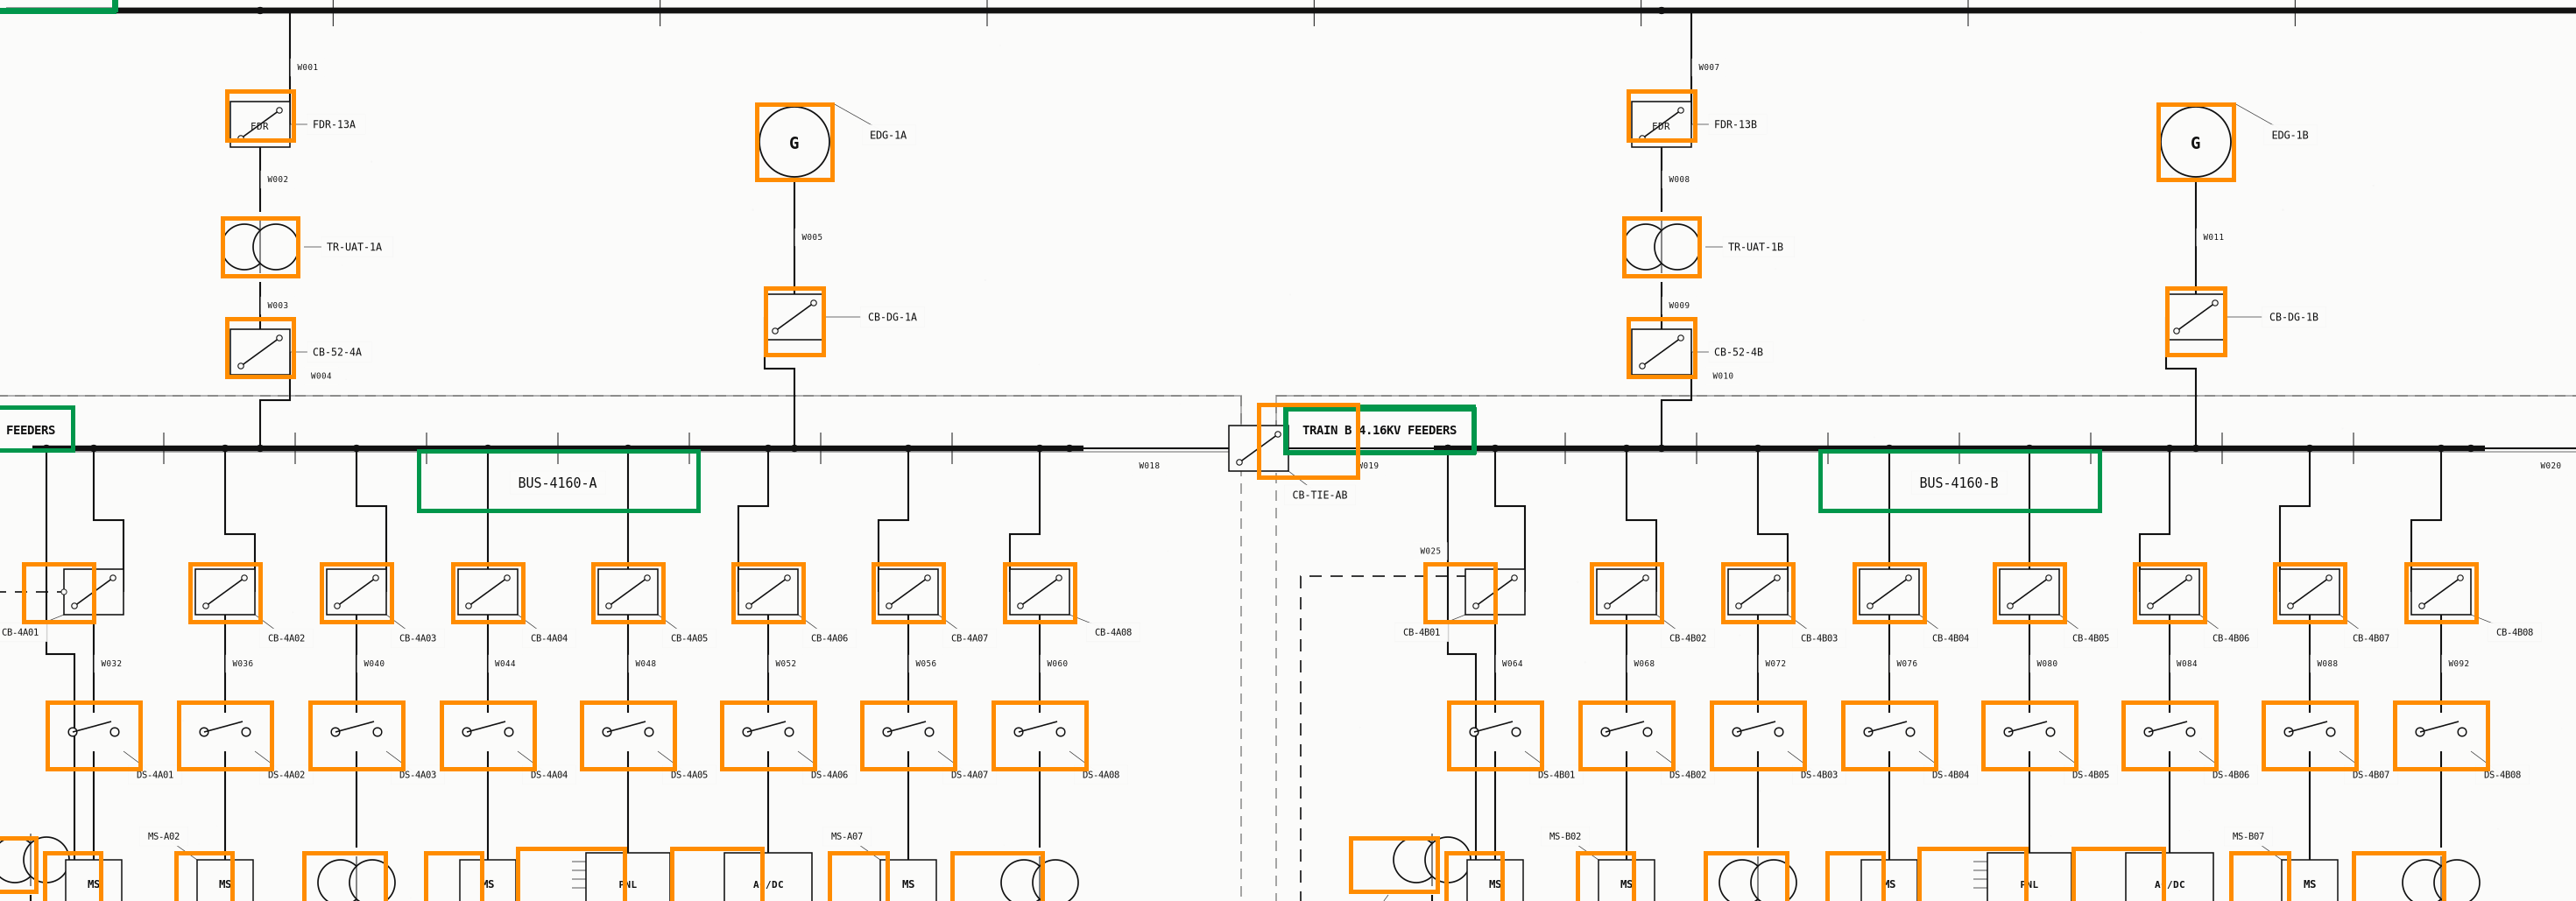 W001
W007
FDR
FDR-13A
G
EDG-1A
FDR
FDR-13B
G
EDG-1B
W002
W008
W005
W011
TR-UAT-1A
TR-UAT-1B
W003
W009
CB-DG-1A
CB-DG-1B
CB-52-4A
CB-52-4B
W004
W010
FEEDERS
TRAIN B 4.16KV FEEDERS
W018
W019
W020
BUS-4160-A
BUS-4160-B
CB-TIE-AB
W025
CB-4A01
CB-4A02
CB-4A03
CB-4A04
CB-4A05
CB-4A06
CB-4A07
CB-4A08
CB-4B01
CB-4B02
CB-4B03
CB-4B04
CB-4B05
CB-4B06
CB-4B07
CB-4B08
W032
W036
W040
W044
W048
W052
W056
W060
W064
W068
W072
W076
W080
W084
W088
W092
DS-4A01
DS-4A02
DS-4A03
DS-4A04
DS-4A05
DS-4A06
DS-4A07
DS-4A08
DS-4B01
DS-4B02
DS-4B03
DS-4B04
DS-4B05
DS-4B06
DS-4B07
DS-4B08
MS-A02
MS-A07
MS-B02
MS-B07
MS
MS
MS
PNL
AC/DC
MS
MS
MS
MS
PNL
AC/DC
MS